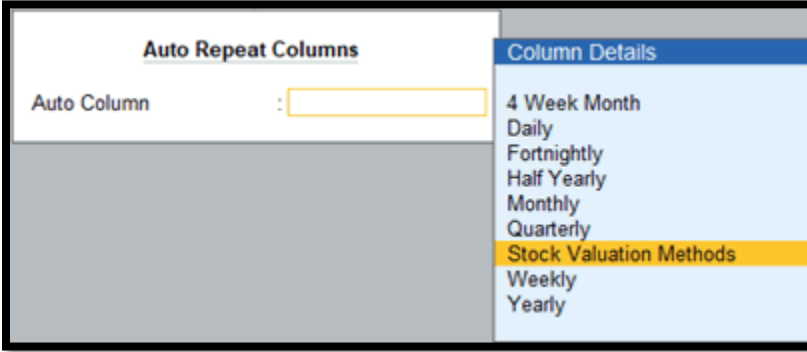 Auto Repeat Columns
Auto Column :
Column Details
4 Week Month
Daily
Fortnightly
Half Yearly
Monthly
Quarterly
Stock Valuation Methods
Weekly
Yearly